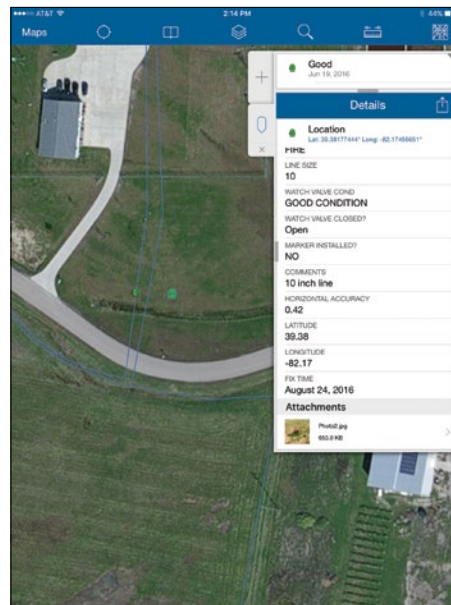 AT&T
2:14 PM
44%
Maps
Good
Jun 19, 2016
Details
Location
Lat: 39.38177444° Long: -82.17456651°
FIRE
LINE SIZE
10
WATCH VALVE COND
GOOD CONDITION
WATCH VALVE CLOSED?
Open
MARKER INSTALLED?
NO
COMMENTS
10 inch line
HORIZONTAL ACCURACY
0.42
LATITUDE
39.38
LONGITUDE
-82.17
FIX TIME
August 24, 2016
Attachments
Photo2.jpg
650.0 KB